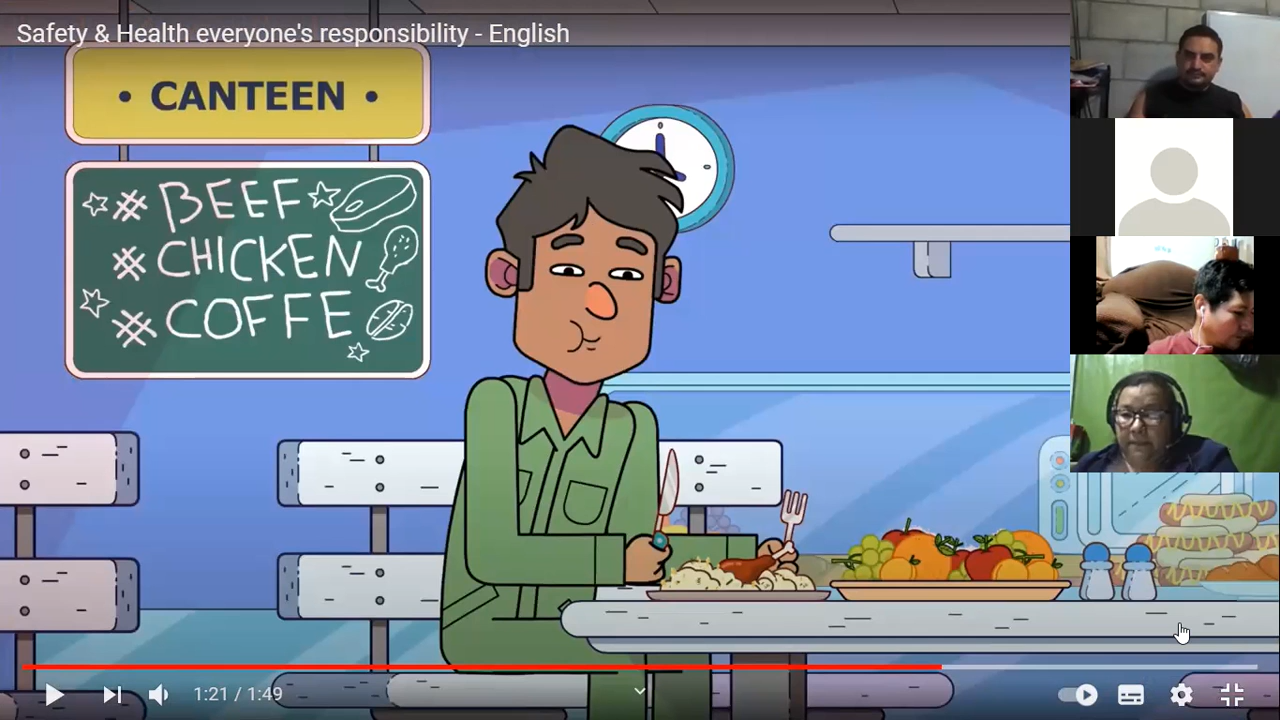 Safety & Health everyone's responsibility - English
• CANTEEN •
# BEEF
# CHICKEN
# COFFE
1:21 / 1:49